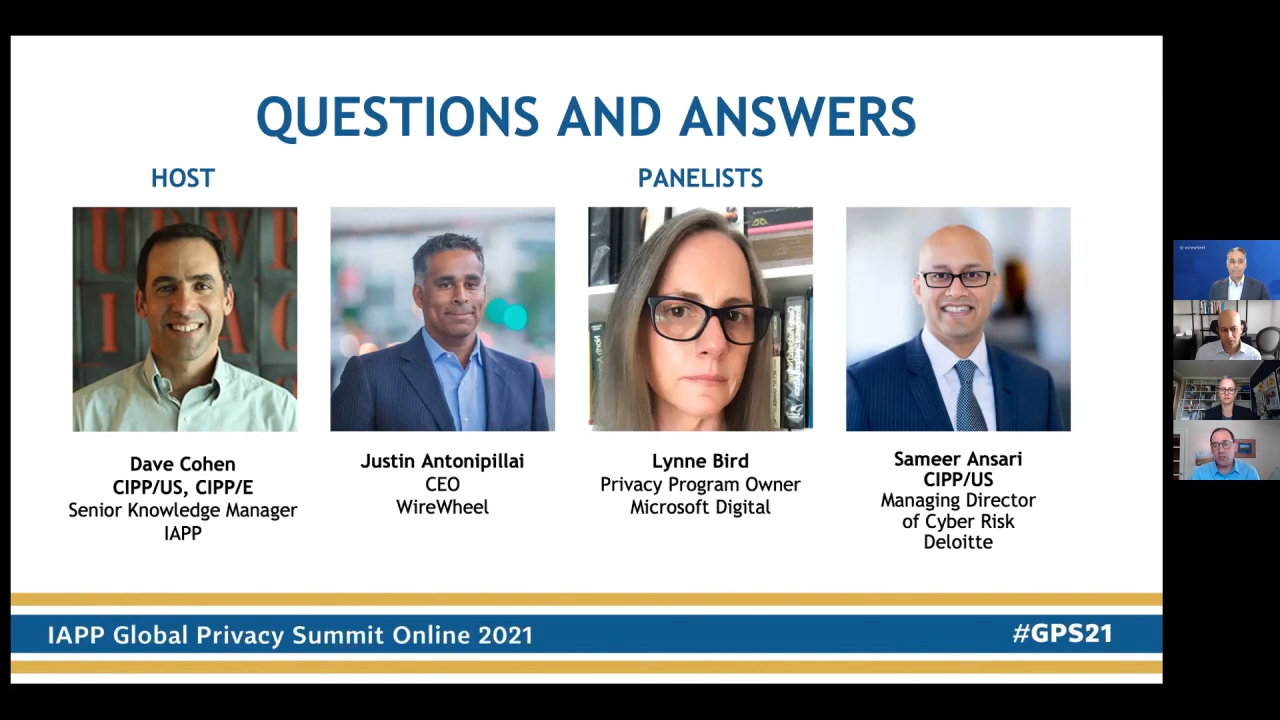 QUESTIONS AND ANSWERS
HOST
PANELISTS
Dave Cohen
CIPP/US, CIPP/E
Senior Knowledge Manager
IAPP
Justin Antonipillai
CEO
WireWheel
Lynne Bird
Privacy Program Owner
Microsoft Digital
Sameer Ansari
CIPP/US
Managing Director
of Cyber Risk
Deloitte
IAPP Global Privacy Summit Online 2021
#GPS21
wirewheel